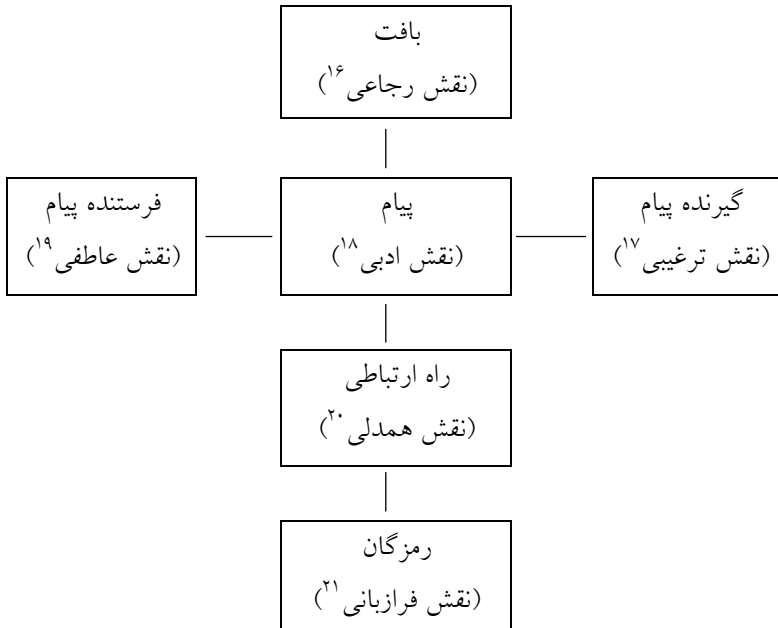 بافت
(نقش رجاعی۱۶)
گیرنده پیام
(نقش ترغیبی۱۷)
پیام
(نقش ادبی۱۸)
فرستنده پیام
(نقش عاطفی۱۹)
راه ارتباطی
(نقش همدلی۲۰)
رمزگان
(نقش فرازبانی۲۱)